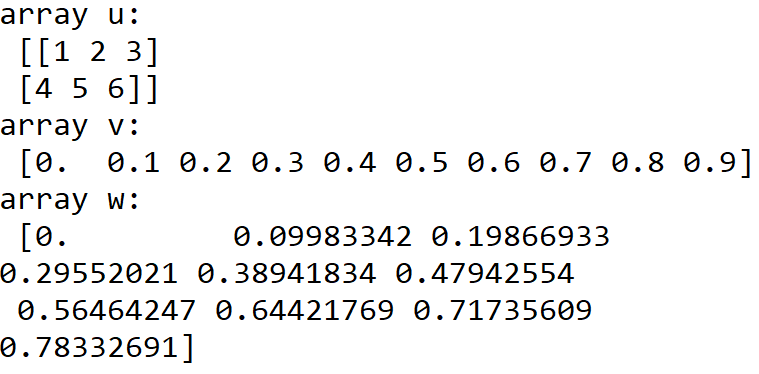 array u:
 [[1 2 3]
 [4 5 6]]
array v:
 [0.  0.1 0.2 0.3 0.4 0.5 0.6 0.7 0.8 0.9]
array w:
 [0.         0.09983342 0.19866933
0.29552021 0.38941834 0.47942554
 0.56464247 0.64421769 0.71735609
0.78332691]